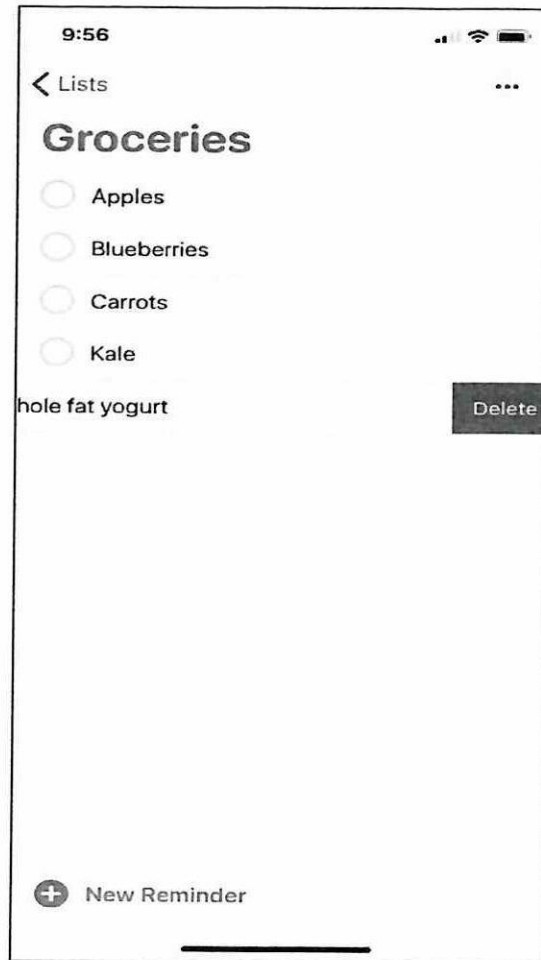 9:56
Lists
Groceries
Apples
Blueberries
Carrots
Kale
hole fat yogurt Delete
New Reminder